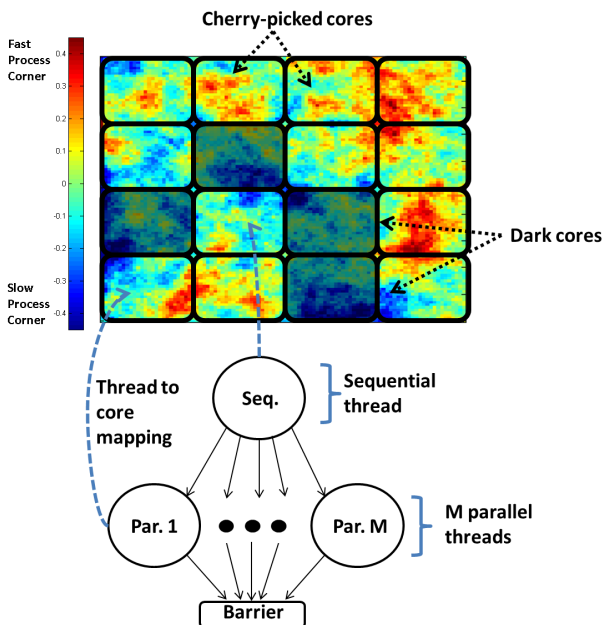 Cherry-picked cores
Fast
Process
Corner
0.4
0.3
0.2
0.1
0
-0.1
-0.2
-0.3
-0.4
Slow
Process
Corner
Dark cores
Thread to
core
mapping
Seq.
Sequential
thread
Par. 1
Par. M
M parallel
threads
Barrier